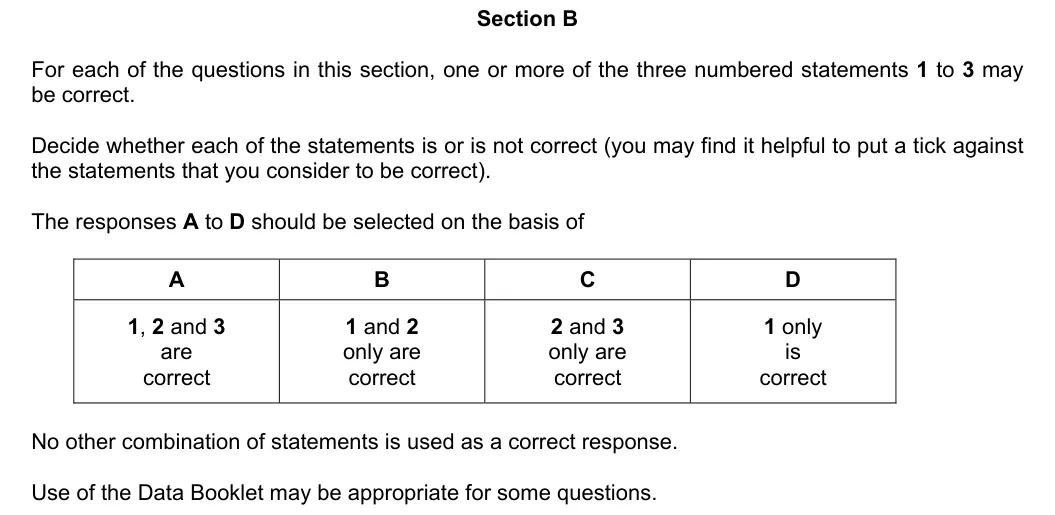 Section B
For each of the questions in this section, one or more of the three numbered statements 1 to 3 may
be correct.
Decide whether each of the statements is or is not correct (you may find it helpful to put a tick against
the statements that you consider to be correct).
The responses A to D should be selected on the basis of
A B C D
1, 2 and 3 1 and 2 2 and 3 1 only
are only are only are is
correct correct correct correct
No other combination of statements is used as a correct response.
Use of the Data Booklet may be appropriate for some questions.